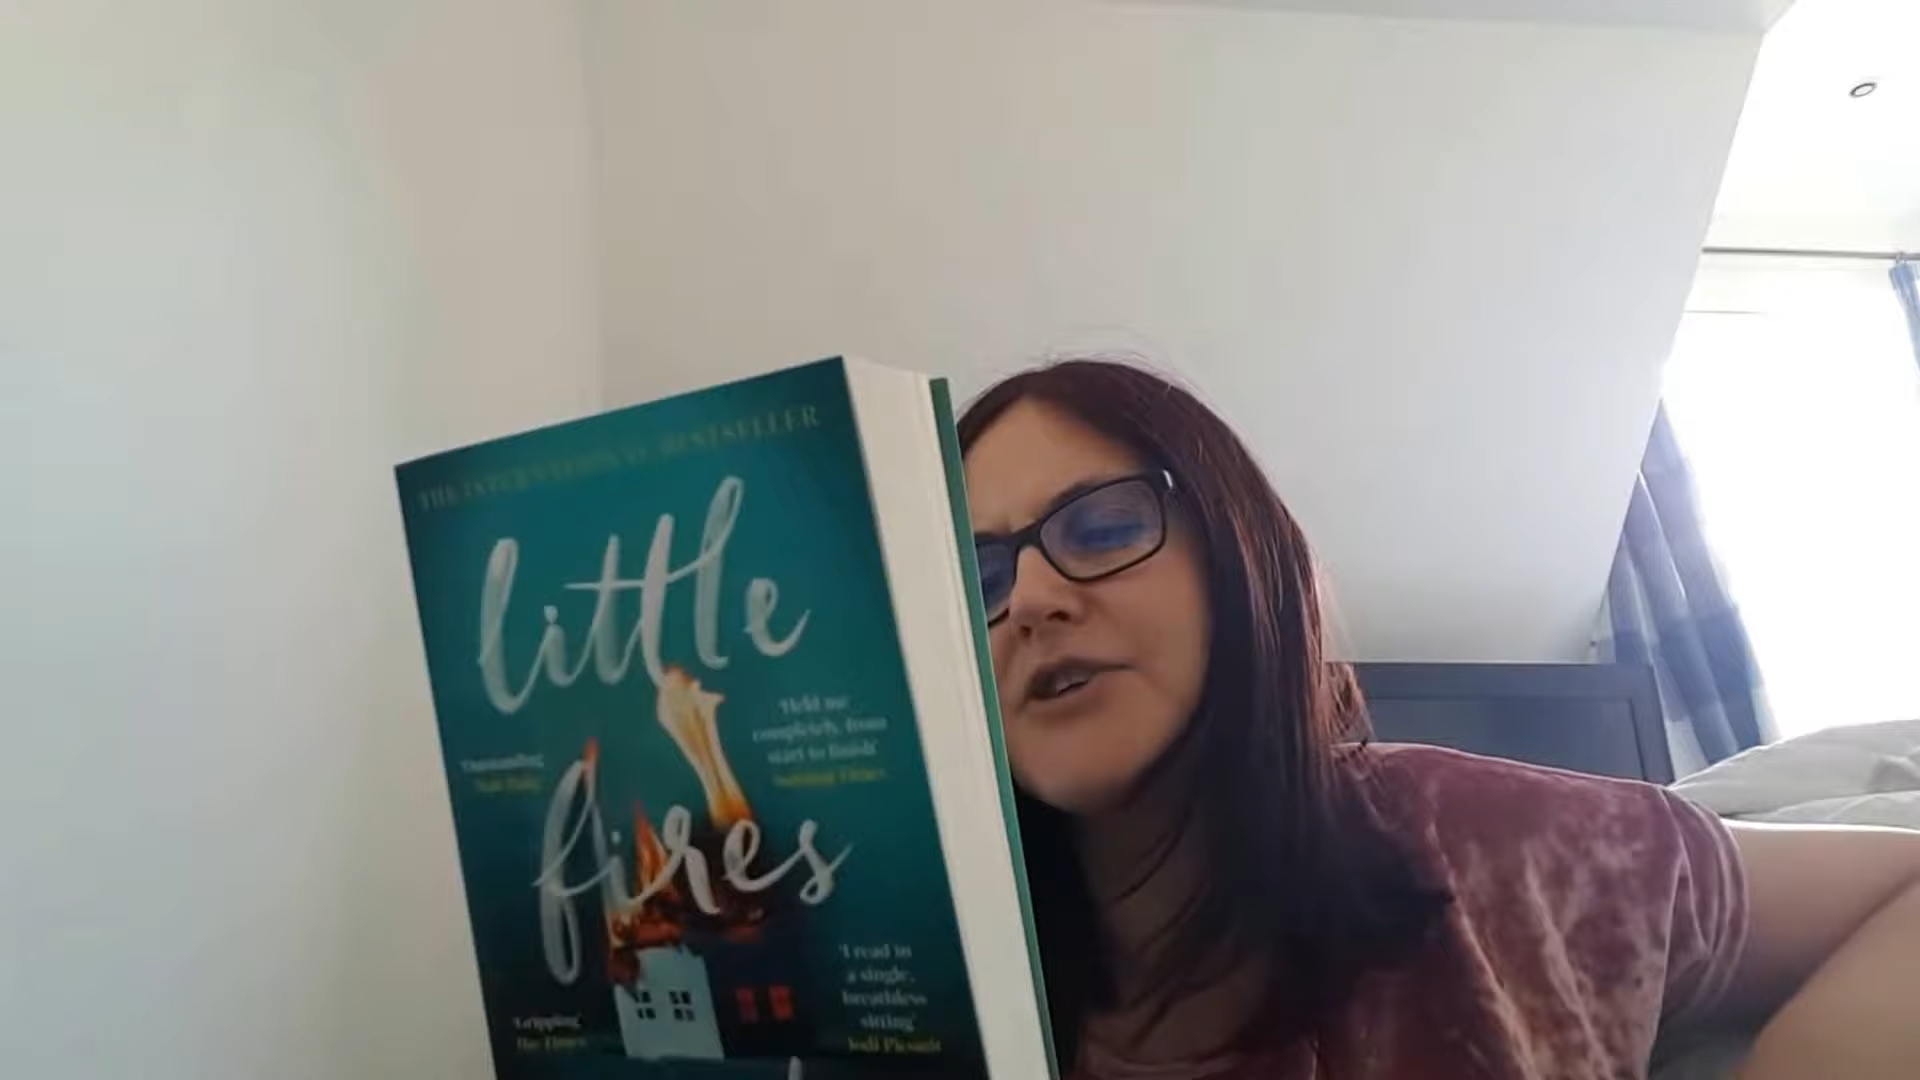 THE INTERNATIONAL BESTSELLER
little
'Held me
completely, from
start to finish'
Sunday Times
'Outstanding'
fires
'I read in
a single,
breathless
sitting'
Jodi Picoult
'Gripping'
The Times